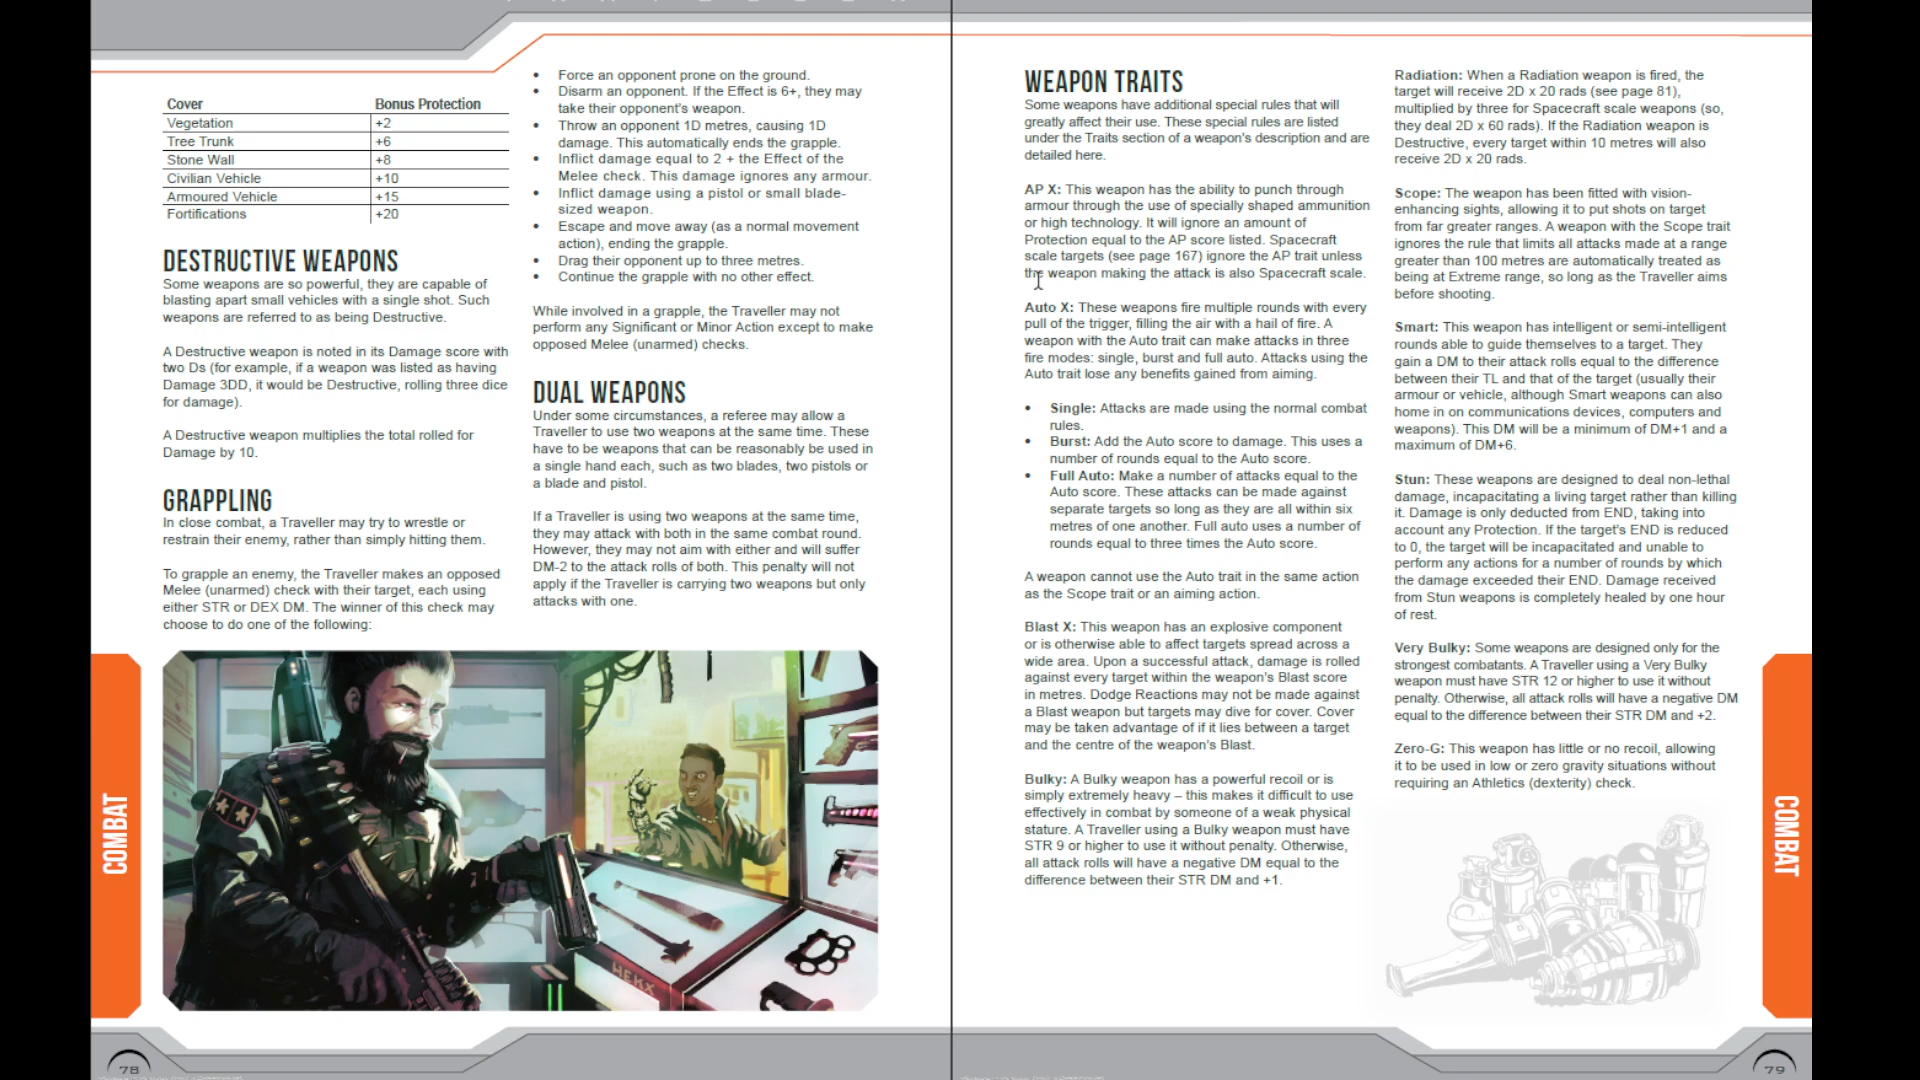 Cover Bonus Protection
Vegetation +2
Tree Trunk +6
Stone Wall +8
Civilian Vehicle +10
Armoured Vehicle +15
Fortifications +20
DESTRUCTIVE WEAPONS
Some weapons are so powerful, they are capable of
blasting apart small vehicles with a single shot. Such
weapons are referred to as being Destructive.
A Destructive weapon is noted in its Damage score with
two Ds (for example, if a weapon was listed as having
Damage 3DD, it would be Destructive, rolling three dice
for damage).
A Destructive weapon multiplies the total rolled for
Damage by 10.
GRAPPLING
In close combat, a Traveller may try to wrestle or
restrain their enemy, rather than simply hitting them.
To grapple an enemy, the Traveller makes an opposed
Melee (unarmed) check with their target, each using
either STR or DEX DM. The winner of this check may
choose to do one of the following:
• Force an opponent prone on the ground.
• Disarm an opponent. If the Effect is 6+, they may
take their opponent's weapon.
• Throw an opponent 1D metres, causing 1D
damage. This automatically ends the grapple.
• Inflict damage equal to 2 + the Effect of the
Melee check. This damage ignores any armour.
• Inflict damage using a pistol or small blade-
sized weapon.
• Escape and move away (as a normal movement
action), ending the grapple.
• Drag their opponent up to three metres.
• Continue the grapple with no other effect.
While involved in a grapple, the Traveller may not
perform any Significant or Minor Action except to make
opposed Melee (unarmed) checks.
DUAL WEAPONS
Under some circumstances, a referee may allow a
Traveller to use two weapons at the same time. These
have to be weapons that can be reasonably be used in
a single hand each, such as two blades, two pistols or
a blade and pistol.
If a Traveller is using two weapons at the same time,
they may attack with both in the same combat round.
However, they may not aim with either and will suffer
DM-2 to the attack rolls of both. This penalty will not
apply if the Traveller is carrying two weapons but only
attacks with one.
HEKX
COMBAT
78
WEAPON TRAITS
Some weapons have additional special rules that will
greatly affect their use. These special rules are listed
under the Traits section of a weapon's description and are
detailed here.
AP X: This weapon has the ability to punch through
armour through the use of specially shaped ammunition
or high technology. It will ignore an amount of
Protection equal to the AP score listed. Spacecraft
scale targets (see page 167) ignore the AP trait unless
the weapon making the attack is also Spacecraft scale.
Auto X: These weapons fire multiple rounds with every
pull of the trigger, filling the air with a hail of fire. A
weapon with the Auto trait can make attacks in three
fire modes: single, burst and full auto. Attacks using the
Auto trait lose any benefits gained from aiming.
• Single: Attacks are made using the normal combat
rules.
• Burst: Add the Auto score to damage. This uses a
number of rounds equal to the Auto score.
• Full Auto: Make a number of attacks equal to the
Auto score. These attacks can be made against
separate targets so long as they are all within six
metres of one another. Full auto uses a number of
rounds equal to three times the Auto score.
A weapon cannot use the Auto trait in the same action
as the Scope trait or an aiming action.
Blast X: This weapon has an explosive component
or is otherwise able to affect targets spread across a
wide area. Upon a successful attack, damage is rolled
against every target within the weapon's Blast score
in metres. Dodge Reactions may not be made against
a Blast weapon but targets may dive for cover. Cover
may be taken advantage of if it lies between a target
and the centre of the weapon's Blast.
Bulky: A Bulky weapon has a powerful recoil or is
simply extremely heavy – this makes it difficult to use
effectively in combat by someone of a weak physical
stature. A Traveller using a Bulky weapon must have
STR 9 or higher to use it without penalty. Otherwise,
all attack rolls will have a negative DM equal to the
difference between their STR DM and +1.
Radiation: When a Radiation weapon is fired, the
target will receive 2D x 20 rads (see page 81),
multiplied by three for Spacecraft scale weapons (so,
they deal 2D x 60 rads). If the Radiation weapon is
Destructive, every target within 10 metres will also
receive 2D x 20 rads.
Scope: The weapon has been fitted with vision-
enhancing sights, allowing it to put shots on target
from far greater ranges. A weapon with the Scope trait
ignores the rule that limits all attacks made at a range
greater than 100 metres are automatically treated as
being at Extreme range, so long as the Traveller aims
before shooting.
Smart: This weapon has intelligent or semi-intelligent
rounds able to guide themselves to a target. They
gain a DM to their attack rolls equal to the difference
between their TL and that of the target (usually their
armour or vehicle, although Smart weapons can also
home in on communications devices, computers and
weapons). This DM will be a minimum of DM+1 and a
maximum of DM+6.
Stun: These weapons are designed to deal non-lethal
damage, incapacitating a living target rather than killing
it. Damage is only deducted from END, taking into
account any Protection. If the target's END is reduced
to 0, the target will be incapacitated and unable to
perform any actions for a number of rounds by which
the damage exceeded their END. Damage received
from Stun weapons is completely healed by one hour
of rest.
Very Bulky: Some weapons are designed only for the
strongest combatants. A Traveller using a Very Bulky
weapon must have STR 12 or higher to use it without
penalty. Otherwise, all attack rolls will have a negative DM
equal to the difference between their STR DM and +2.
Zero-G: This weapon has little or no recoil, allowing
it to be used in low or zero gravity situations without
requiring an Athletics (dexterity) check.
COMBAT
79